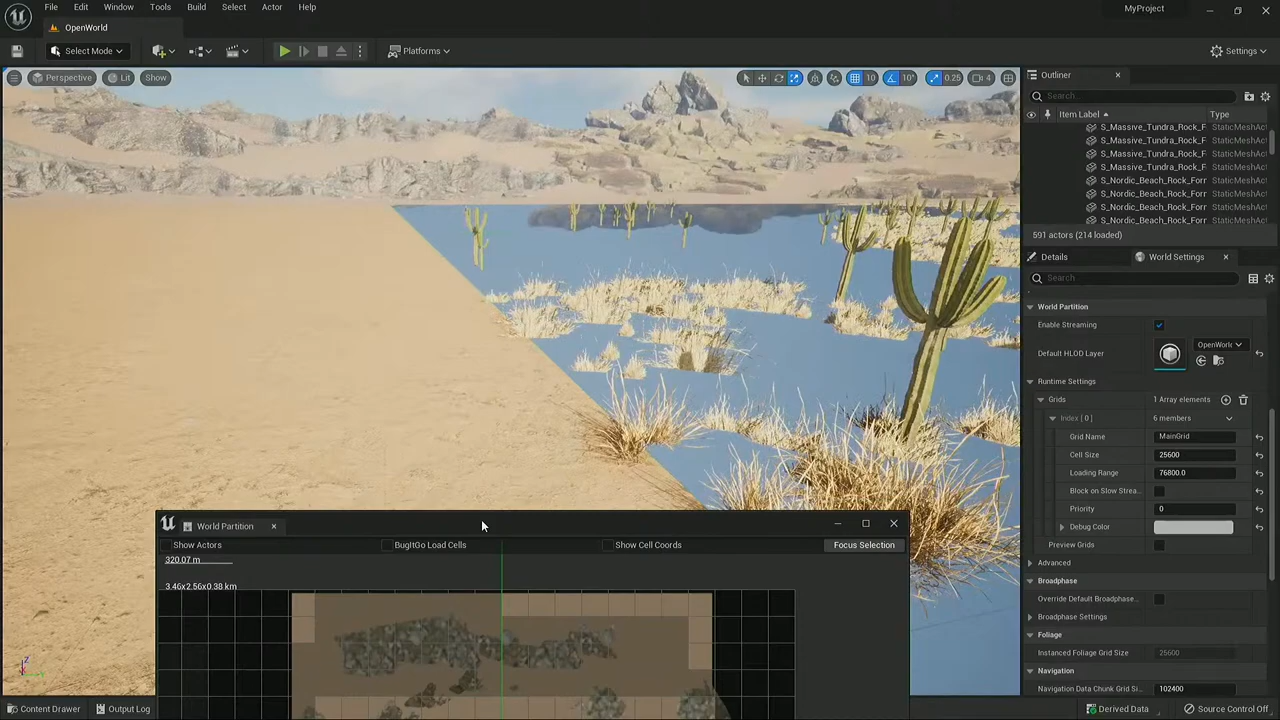 File Edit View Window Tools Build Select Actor Help
MyProject
OpenWorld
Select Mode
Platforms
Settings
Perspective Lit Show
10 10° 0.25 4
Outliner
Search
Item Label Type
S_Massive_Tundra_Rock_F StaticMeshAct
S_Massive_Tundra_Rock_F StaticMeshAct
S_Massive_Tundra_Rock_F StaticMeshAct
S_Massive_Tundra_Rock_F StaticMeshAct
S_Nordic_Beach_Rock_Forr StaticMeshAct
S_Nordic_Beach_Rock_Forr StaticMeshAct
S_Nordic_Beach_Rock_Forr StaticMeshAct
S_Nordic_Beach_Rock_Forr StaticMeshAct
591 actors (214 loaded)
Details World Settings
Search
World Partition
Enable Streaming
Default HLOD Layer OpenWorl
Runtime Settings
Grids 1 Array elements
Index [ 0 ] 6 members
Grid Name MainGrid
Cell Size 25600
Loading Range 76800.0
Block on Slow Strea...
Priority 0
Debug Color
Preview Grids
Advanced
Broadphase
Override Default Broadphase...
Broadphase Settings
Foliage
Instanced Foliage Grid Size 25600
Navigation
Navigation Data Chunk Grid Si... 102400
World Partition
Show Actors BugItGo Load Cells Show Cell Coords Focus Selection
320.07 m
3.46x2.56x0.38 km
Z
Content Drawer Output Log Derived Data Source Control Off